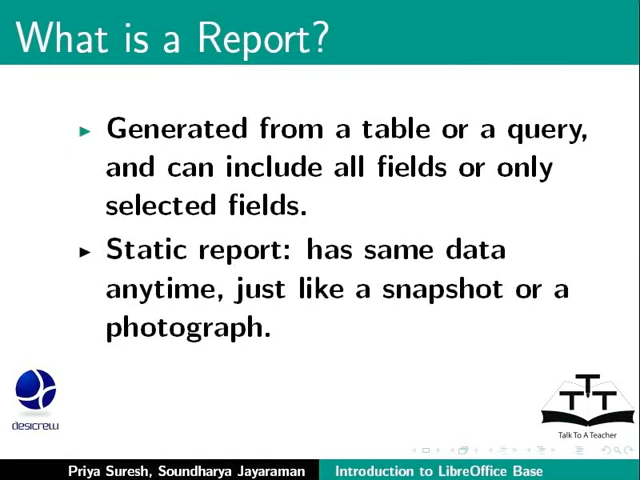 What is a Report?
Generated from a table or a query,
and can include all fields or only
selected fields.
Static report: has same data
anytime, just like a snapshot or a
photograph.
desicrew
TTT
Talk To A Teacher
Priya Suresh, Soundharya Jayaraman
Introduction to LibreOffice Base